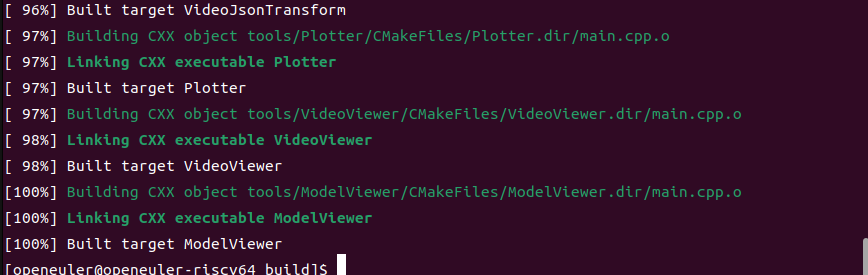 [ 96%] Built target VideoJsonTransform
[ 97%] Building CXX object tools/Plotter/CMakeFiles/Plotter.dir/main.cpp.o
[ 97%] Linking CXX executable Plotter
[ 97%] Built target Plotter
[ 97%] Building CXX object tools/VideoViewer/CMakeFiles/VideoViewer.dir/main.cpp.o
[ 98%] Linking CXX executable VideoViewer
[ 98%] Built target VideoViewer
[100%] Building CXX object tools/ModelViewer/CMakeFiles/ModelViewer.dir/main.cpp.o
[100%] Linking CXX executable ModelViewer
[100%] Built target ModelViewer
[openeuler@openeuler-riscv64 build]$